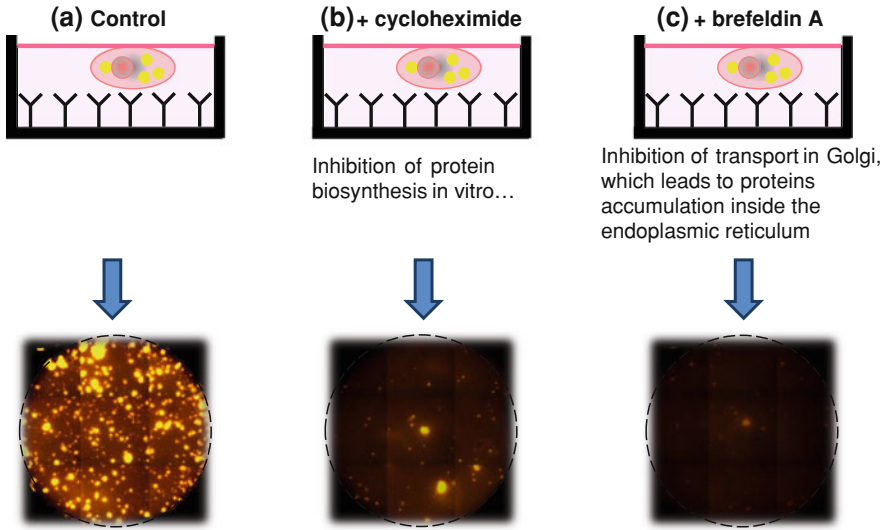 (a) Control
(b) + cycloheximide
(c) + brefeldin A
Inhibition of protein
biosynthesis in vitro…
Inhibition of transport in Golgi,
which leads to proteins
accumulation inside the
endoplasmic reticulum